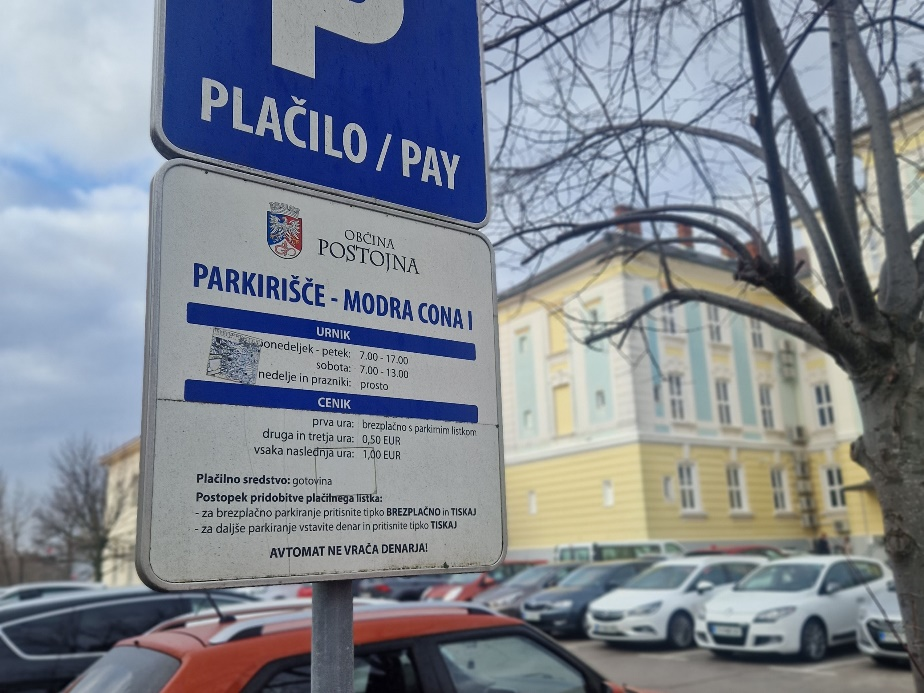 P
PLAČILO / PAY
OBČINA
POSTOJNA
PARKIRIŠČE - MODRA CONA I
URNIK
onedeljek - petek: 7.00 - 17.00
sobota: 7.00 - 13.00
nedelje in prazniki: prosto
CENIK
prva ura: brezplačno s parkirnim listkom
druga in tretja ura: 0,50 EUR
vsaka naslednja ura: 1,00 EUR
Plačilno sredstvo: gotovina
Postopek pridobitve plačilnega listka:
- za brezplačno parkiranje pritisnite tipko BREZPLAČNO in TISKAJ
- za daljše parkiranje vstavite denar in pritisnite tipko TISKAJ
AVTOMAT NE VRAČA DENARJA!